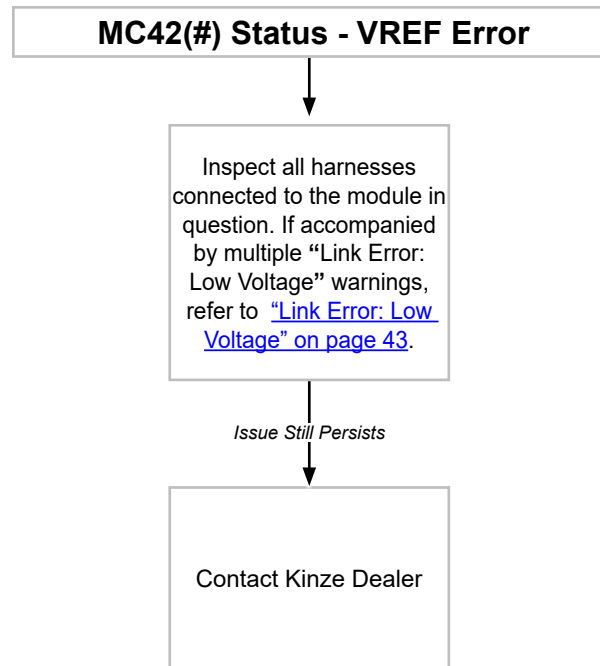 MC42(#) Status - VREF Error
Inspect all harnesses
connected to the module in
question. If accompanied
by multiple “Link Error:
Low Voltage” warnings,
refer to “Link Error: Low
Voltage” on page 43.
Issue Still Persists
Contact Kinze Dealer